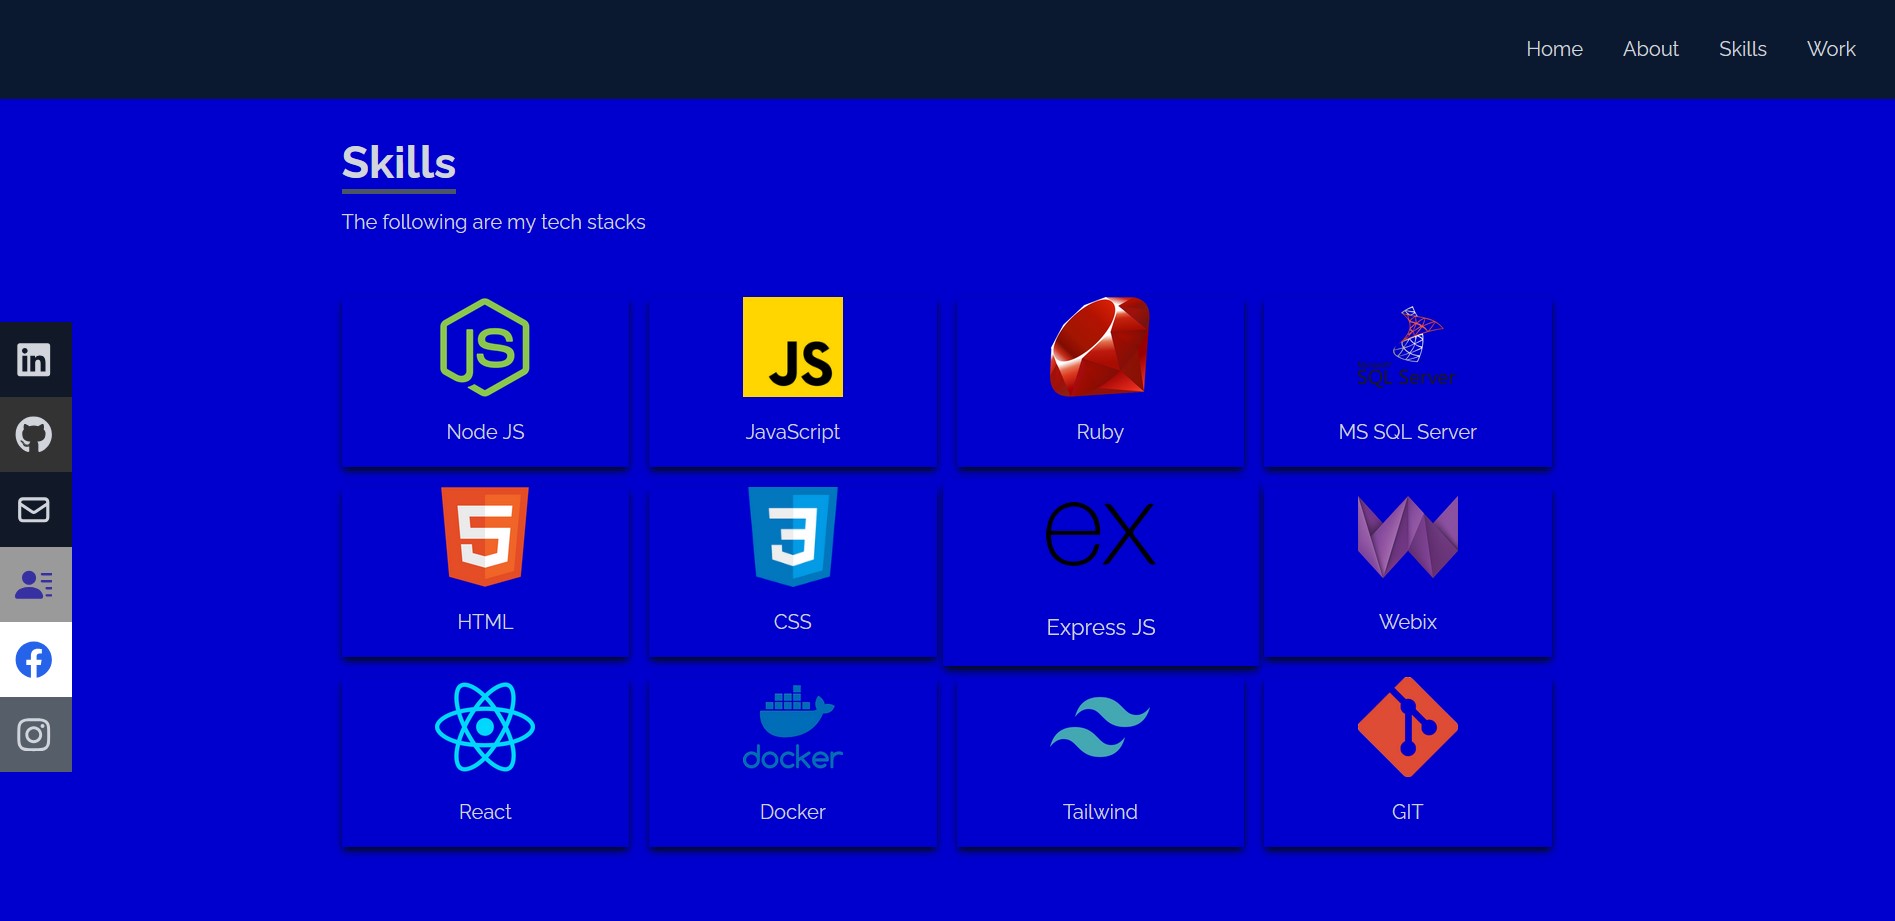 Home About Skills Work
Skills
The following are my tech stacks
JS JS SQL Server
Node JS JavaScript Ruby MS SQL Server
5 3 ex
HTML CSS Express JS Webix
docker
React Docker Tailwind GIT
in
f